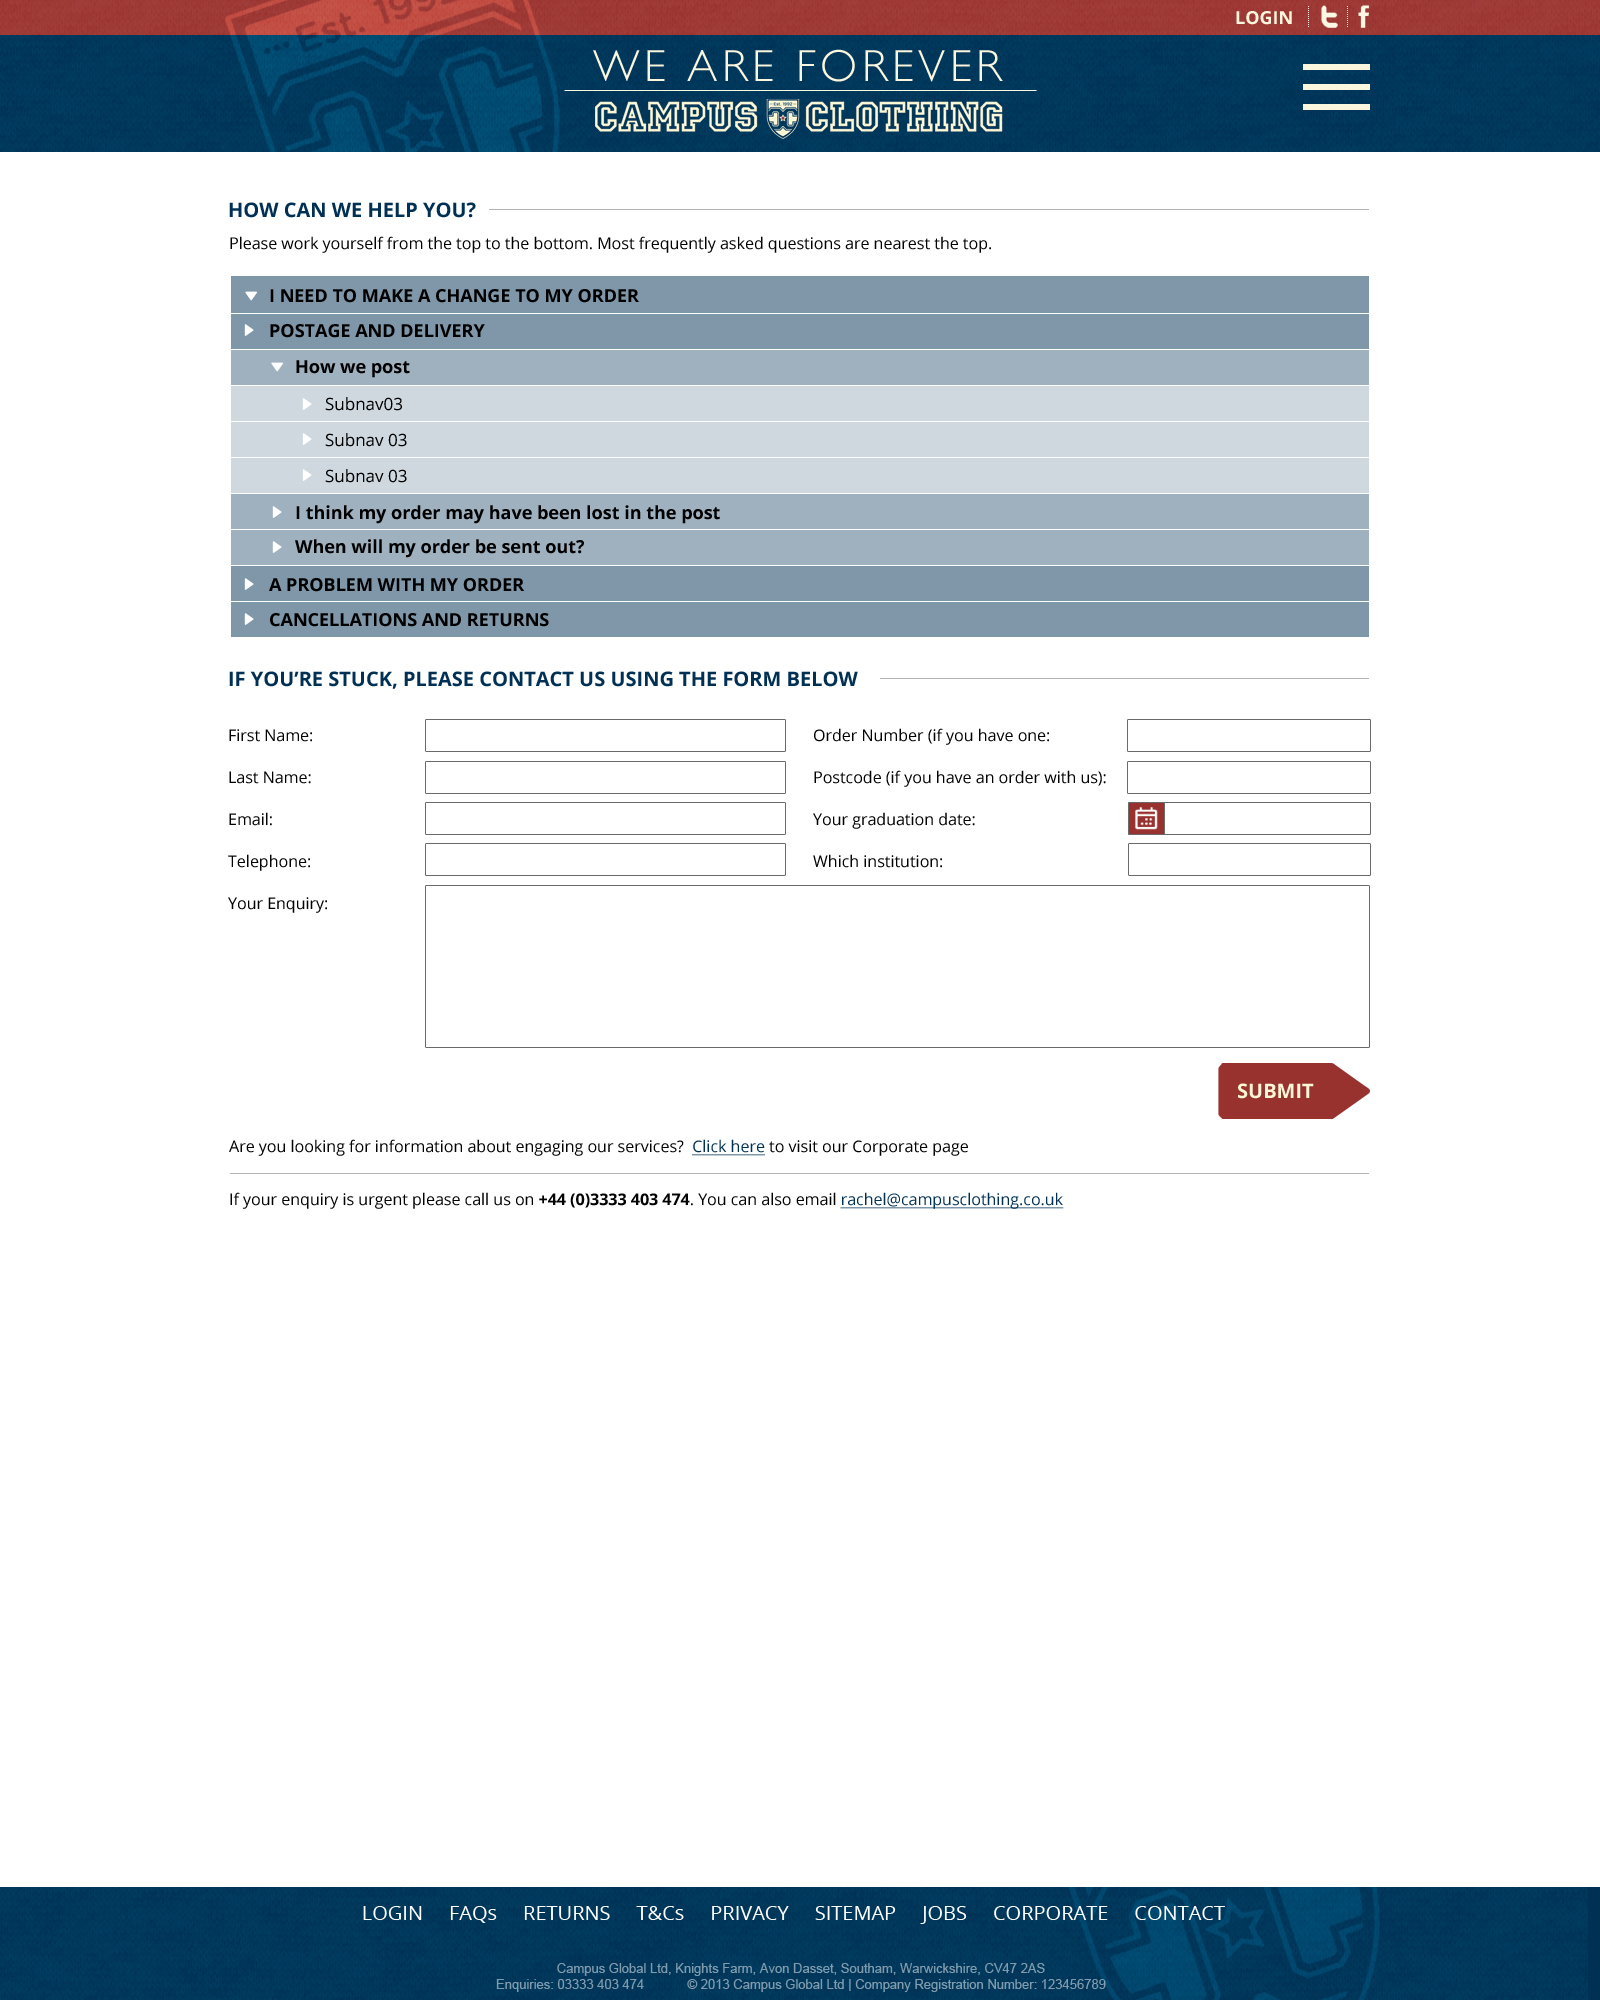 ... Est. 1992
LOGIN
WE ARE FOREVER
CAMPUS CLOTHING
Est. 1992
HOW CAN WE HELP YOU?
Please work yourself from the top to the bottom. Most frequently asked questions are nearest the top.
I NEED TO MAKE A CHANGE TO MY ORDER
POSTAGE AND DELIVERY
How we post
Subnav03
Subnav 03
Subnav 03
I think my order may have been lost in the post
When will my order be sent out?
A PROBLEM WITH MY ORDER
CANCELLATIONS AND RETURNS
IF YOU’RE STUCK, PLEASE CONTACT US USING THE FORM BELOW
First Name:
Order Number (if you have one:
Last Name:
Postcode (if you have an order with us):
Email:
Your graduation date:
Telephone:
Which institution:
Your Enquiry:
SUBMIT
Are you looking for information about engaging our services? Click here to visit our Corporate page
If your enquiry is urgent please call us on +44 (0)3333 403 474. You can also email rachel@campusclothing.co.uk
LOGIN FAQs RETURNS T&Cs PRIVACY SITEMAP JOBS CORPORATE CONTACT
Campus Global Ltd, Knights Farm, Avon Dasset, Southam, Warwickshire, CV47 2AS
Enquiries: 03333 403 474 © 2013 Campus Global Ltd | Company Registration Number: 123456789